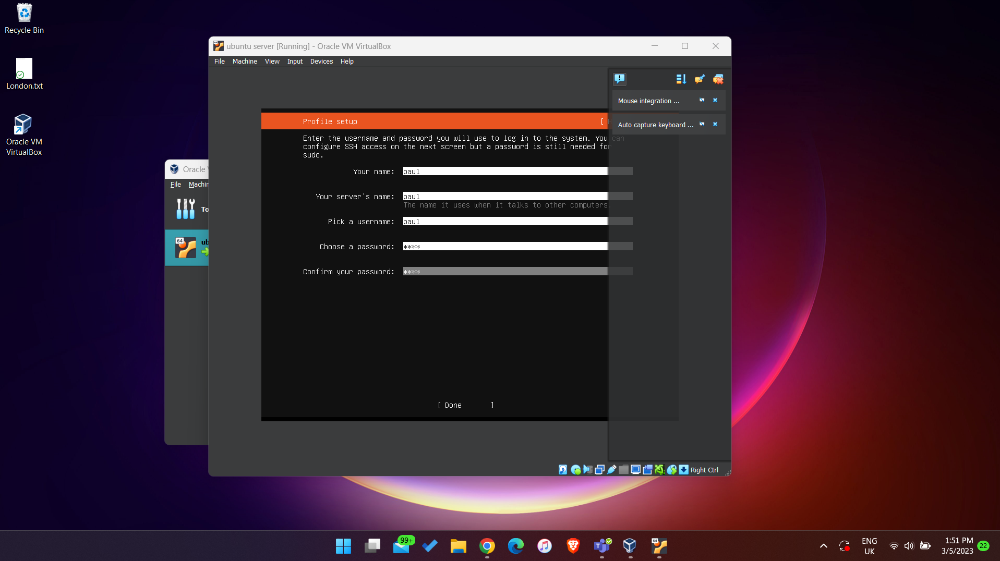 Recycle Bin
London.txt
Oracle VM
VirtualBox
ubuntu server [Running] - Oracle VM VirtualBox
File Machine View Input Devices Help
Mouse integration ...
Auto capture keyboard ...
Profile setup [ H
Enter the username and password you will use to log in to the system. You can
configure SSH access on the next screen but a password is still needed for
sudo.
Your name: paul
Your server's name: paul
The name it uses when it talks to other computers.
Pick a username: paul
Choose a password: ****
Confirm your password: ****
[ Done ]
Right Ctrl
Oracle V
File Machin
To
64
ub
99+
64
ENG
UK
1:51 PM
3/5/2023
22